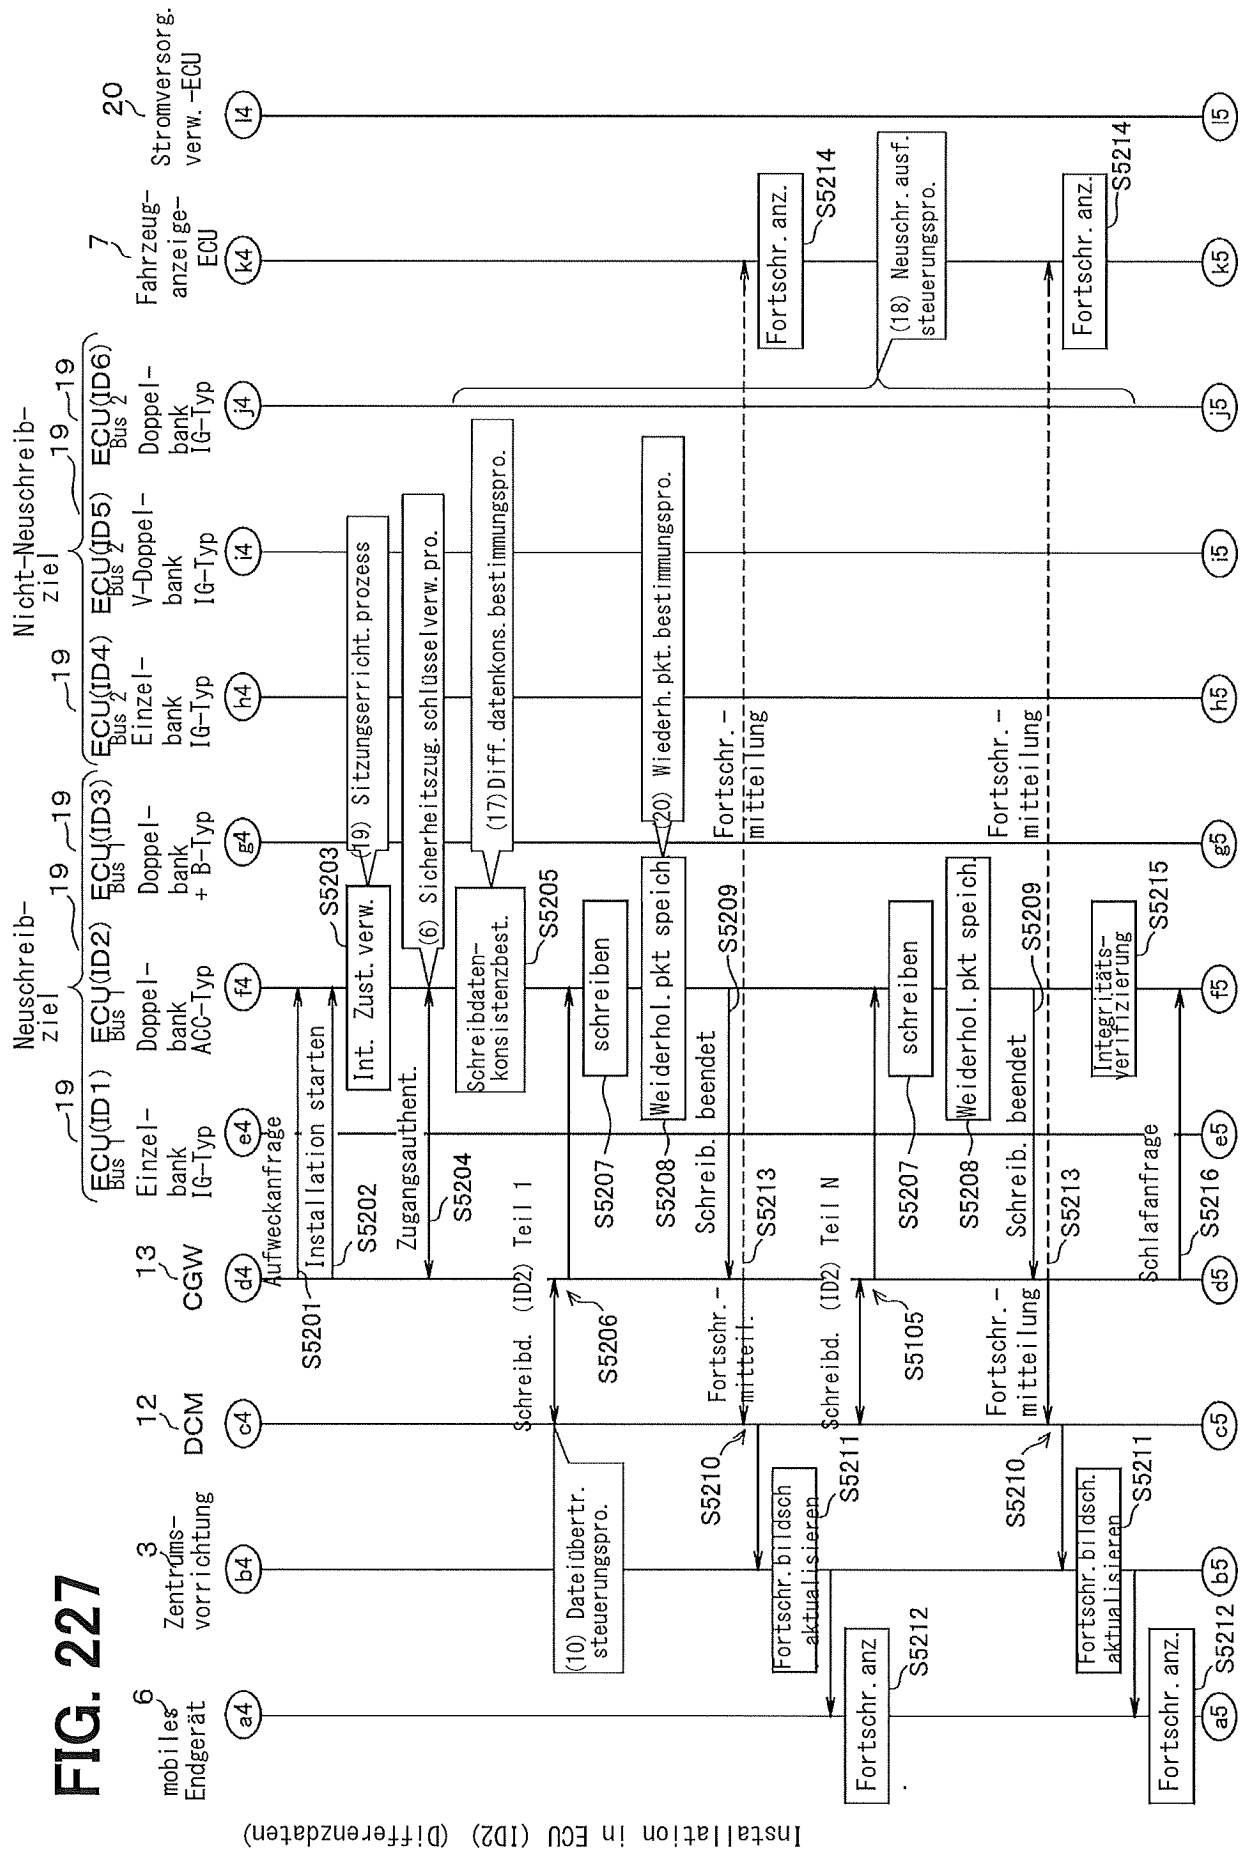 FIG. 227
Installation in ECU (ID2) (Differenzdaten)
6
mobiles
Endgerät
a4
3
Zentrums-
vorrichtung
b4
12
DCM
c4
13
CGW
d4
Neuschreib-
ziel
19
ECU(ID1)
Bus 1
Einzel-
bank
IG-Typ
e4
19
ECU(ID2)
Bus 1
Doppel-
bank
ACC-Typ
f4
19
ECU(ID3)
Bus 1
Doppel-
bank
+ B-Typ
g4
Nicht-Neuschreib-
ziel
19
ECU(ID4)
Bus 2
Einzel-
bank
IG-Typ
h4
19
ECU(ID5)
Bus 2
V-Doppel-
bank
IG-Typ
i4
19
ECU(ID6)
Bus 2
Doppel-
bank
IG-Typ
j4
7
Fahrzeug-
anzeige-
ECU
k4
20
Stromversorg.
verw.-ECU
l4
Aufweckanfrage
S5201
Installation starten
S5202
S5203
Int. Zust. verw.
(19) Sitzungserricht.prozess
Zugangsauthent.
S5204
(6) Sicherheitszug.schlüsselverw.pro.
Schreibdaten-
konsistenzbest.
S5205
(17)Diff.datenkons.bestimmungspro.
Schreibd. (ID2) Teil 1
S5206
(10) Dateiübertr.
steuerungspro.
schreiben
S5207
Weiderhol.pkt speich.
S5208
(20) Wiederh.pkt.bestimmungspro.
Schreib. beendet
S5209
Fortschr.-
mitteil.
S5210
S5213
Fortschr.-
mitteilung
Fortschr.anz.
S5214
Fortschr.bildsch
aktualisieren
S5211
Fortschr.anz
S5212
(18) Neuschr.ausf.
steuerungspro.
Schreibd. (ID2) Teil N
S5105
schreiben
S5207
Weiderhol.pkt speich.
S5208
Schreib. beendet
S5209
Fortschr.-
mitteilung
S5210
S5213
Fortschr.-
mitteilung
Fortschr.anz.
S5214
Fortschr.bildsch.
aktualisieren
S5211
Fortschr.anz.
S5212
Integritäts-
verifizierung
S5215
Schlafanfrage
S5216
a5
b5
c5
d5
e5
f5
g5
h5
i5
j5
k5
l5